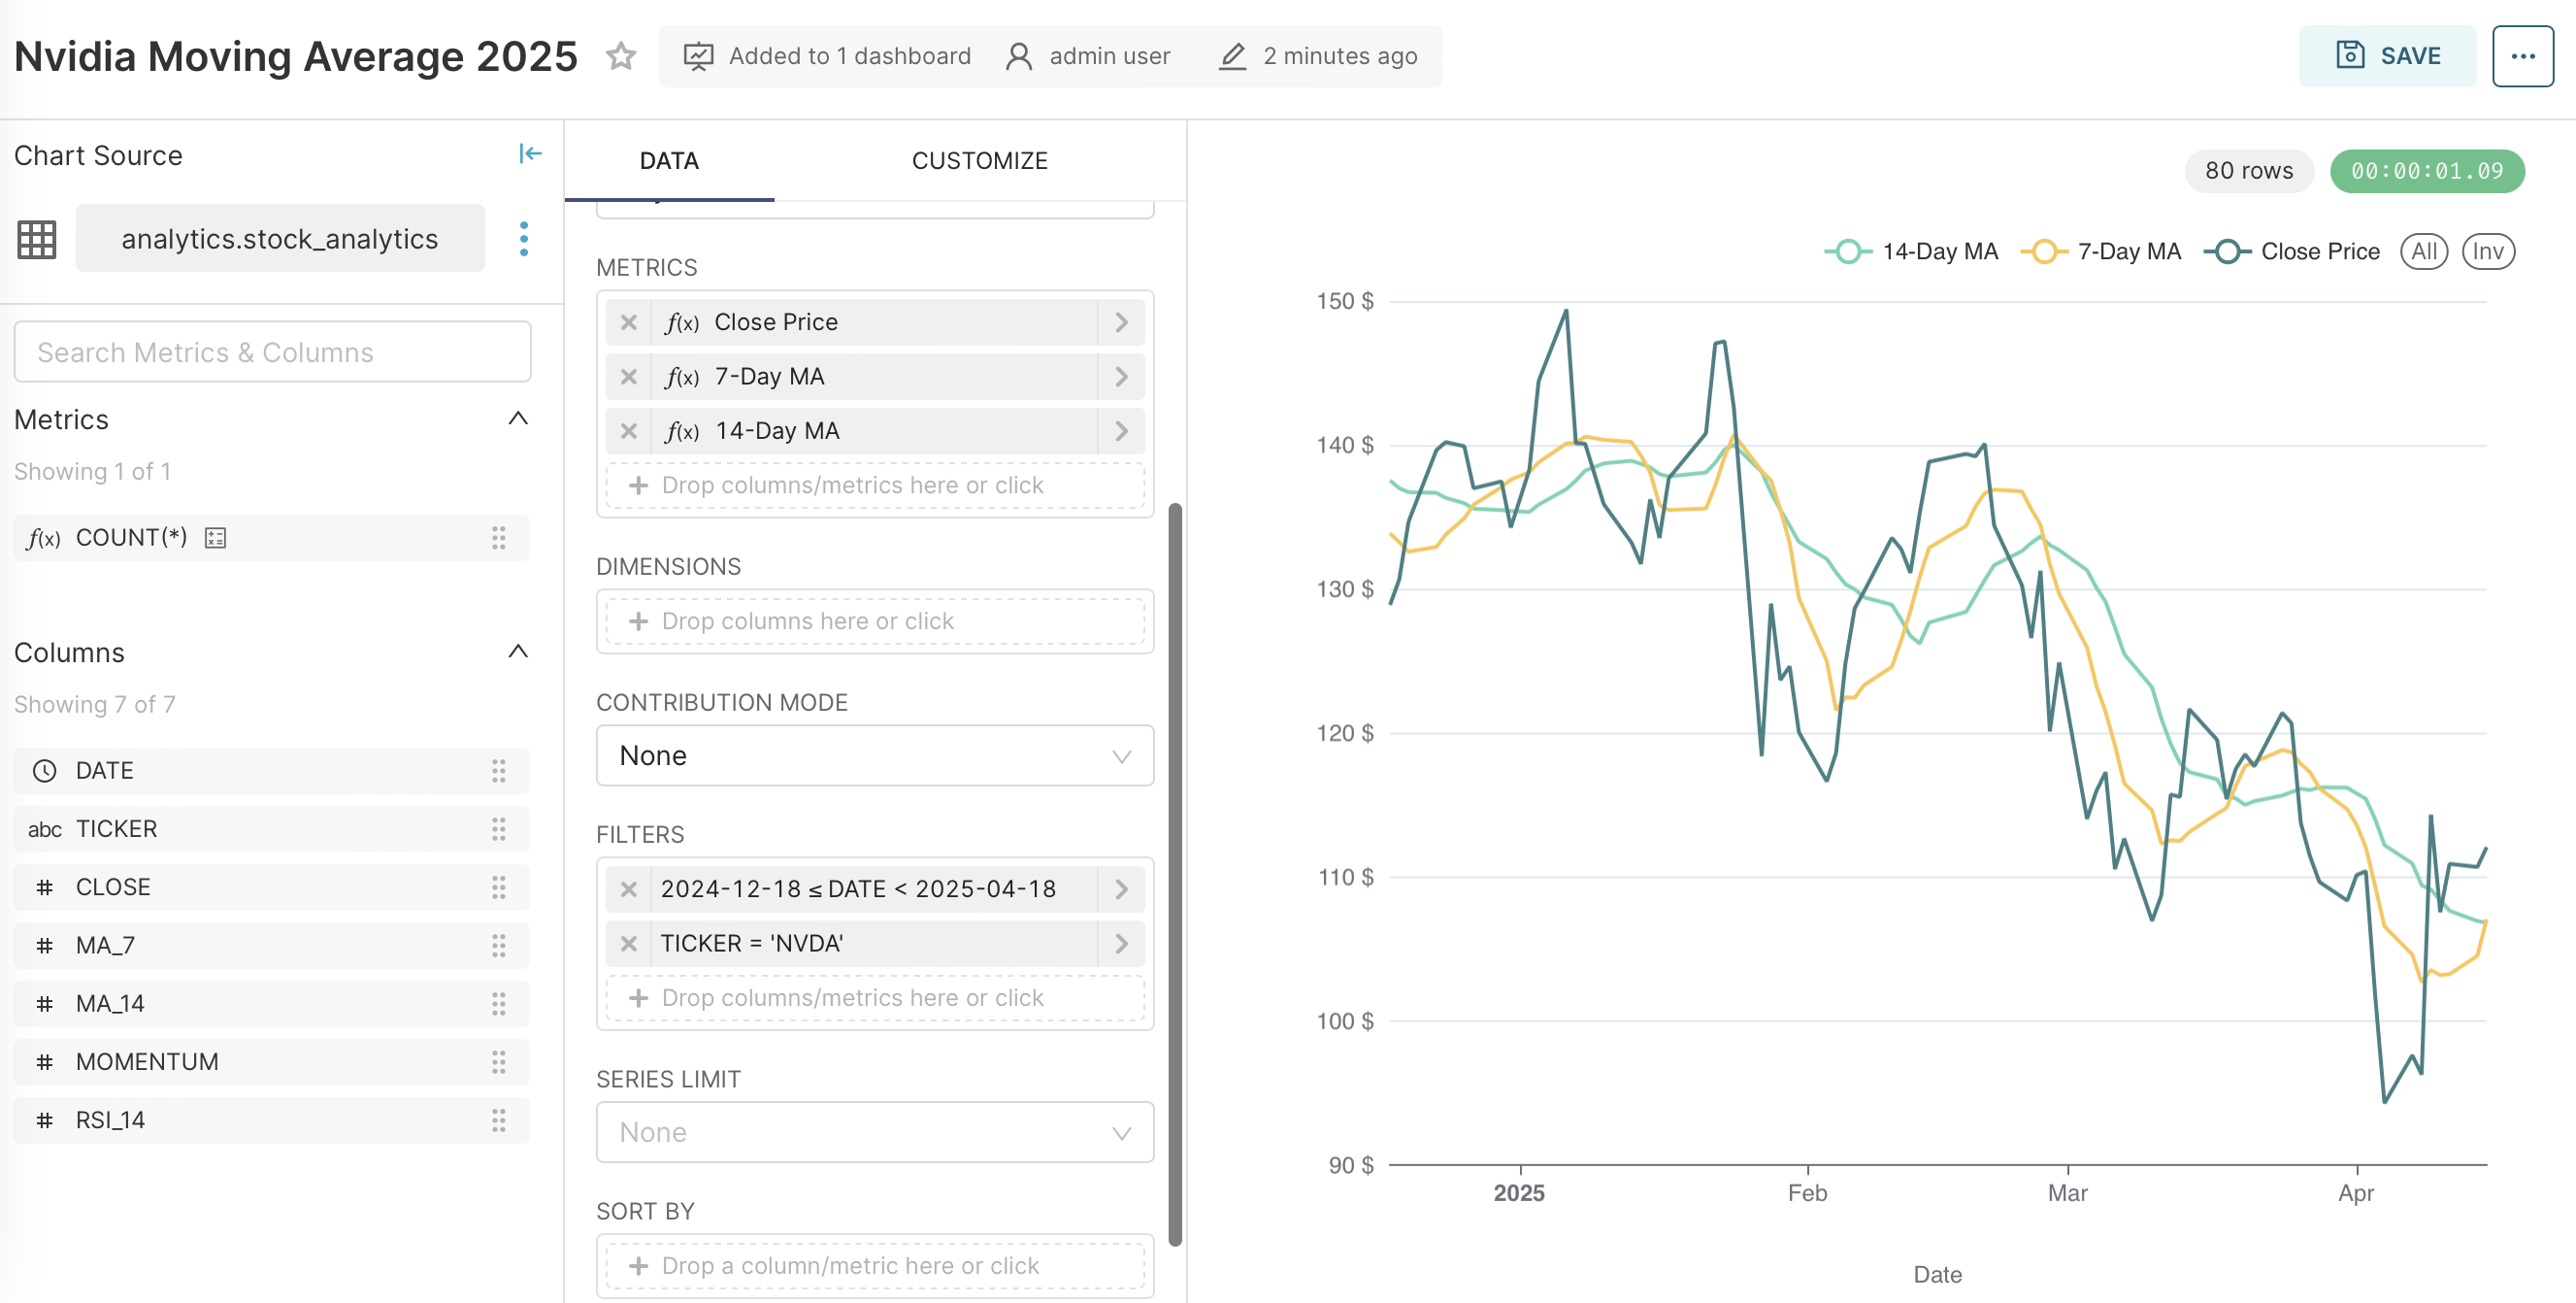 Nvidia Moving Average 2025
Added to 1 dashboard
admin user
2 minutes ago
SAVE
Chart Source
analytics.stock_analytics
Search Metrics & Columns
Metrics
Showing 1 of 1
f(x) COUNT(*)
Columns
Showing 7 of 7
DATE
abc TICKER
# CLOSE
# MA_7
# MA_14
# MOMENTUM
# RSI_14
DATA
CUSTOMIZE
METRICS
f(x) Close Price
f(x) 7-Day MA
f(x) 14-Day MA
+ Drop columns/metrics here or click
DIMENSIONS
+ Drop columns here or click
CONTRIBUTION MODE
None
FILTERS
2024-12-18 ≤ DATE < 2025-04-18
TICKER = 'NVDA'
+ Drop columns/metrics here or click
SERIES LIMIT
None
SORT BY
+ Drop a column/metric here or click
80 rows
00:00:01.09
14-Day MA
7-Day MA
Close Price
All
Inv
150 $
140 $
130 $
120 $
110 $
100 $
90 $
2025
Feb
Mar
Apr
Date